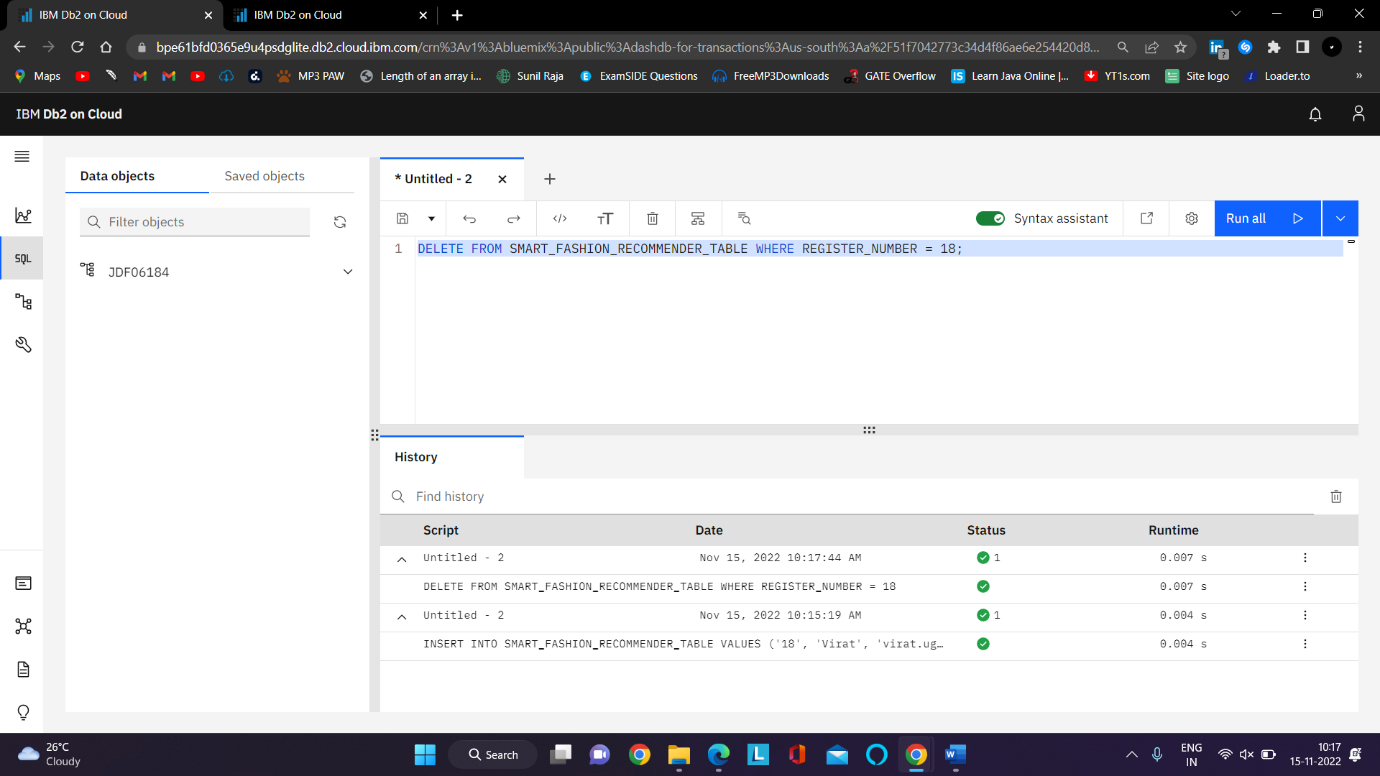 IBM Db2 on Cloud
IBM Db2 on Cloud
bpe61bfd0365e9u4psdglite.db2.cloud.ibm.com/crn%3Av1%3Abluemix%3Apublic%3Adashdb-for-transactions%3Aus-south%3Aa%2F51f7042773c34d4f86ae6e254420d8...
Maps MP3 PAW Length of an array i... Sunil Raja ExamSIDE Questions FreeMP3Downloads GATE Overflow IS Learn Java Online |... YT1s.com Site logo Loader.to »
IBM Db2 on Cloud
Data objects Saved objects
Filter objects
JDF06184
SQL
* Untitled - 2
Syntax assistant
Run all
1 DELETE FROM SMART_FASHION_RECOMMENDER_TABLE WHERE REGISTER_NUMBER = 18;
History
Find history
Script Date Status Runtime
Untitled - 2 Nov 15, 2022 10:17:44 AM 1 0.007 s
DELETE FROM SMART_FASHION_RECOMMENDER_TABLE WHERE REGISTER_NUMBER = 18 0.007 s
Untitled - 2 Nov 15, 2022 10:15:19 AM 1 0.004 s
INSERT INTO SMART_FASHION_RECOMMENDER_TABLE VALUES ('18', 'Virat', 'virat.ug… 0.004 s
26°C
Cloudy
Search
ENG
IN
10:17
15-11-2022